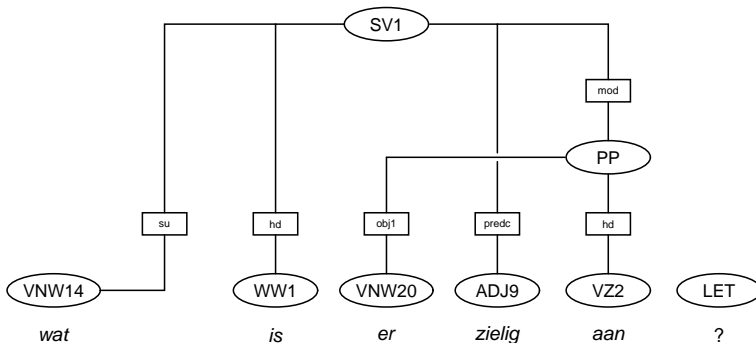 SV1
mod
PP
su hd obj1 predc hd
VNW14 WW1 VNW20 ADJ9 VZ2 LET
wat is er zielig aan ?